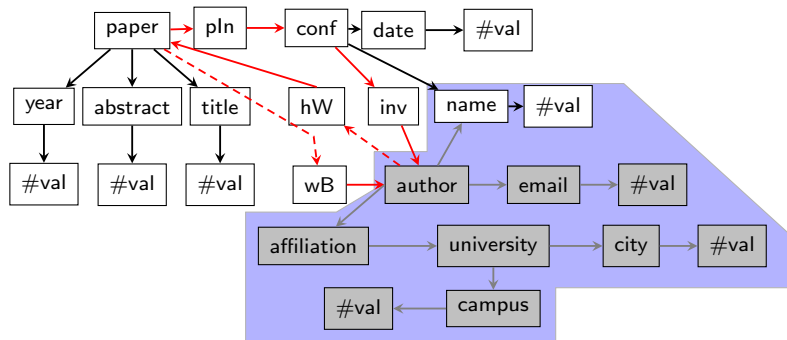 paper pIn conf date #val
year abstract title hW inv name #val
#val #val #val wB author email #val
affiliation university city #val
#val campus